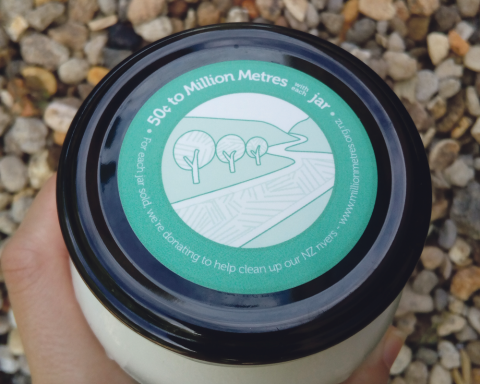 • 50¢ to Million Metres with each jar •
For each jar sold, we're donating to help clean up our NZ rivers - www.millionmetres.org.nz